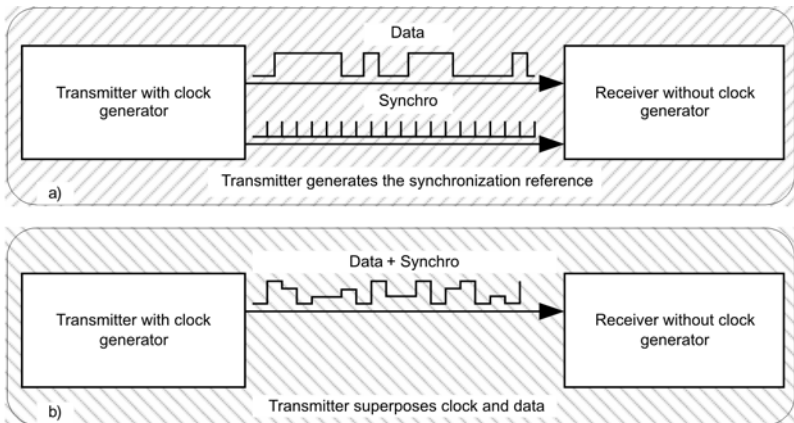 Data
Transmitter with clock
generator
Receiver without clock
generator
Synchro
Transmitter generates the synchronization reference
a)
Data + Synchro
Transmitter with clock
generator
Receiver without clock
generator
Transmitter superposes clock and data
b)